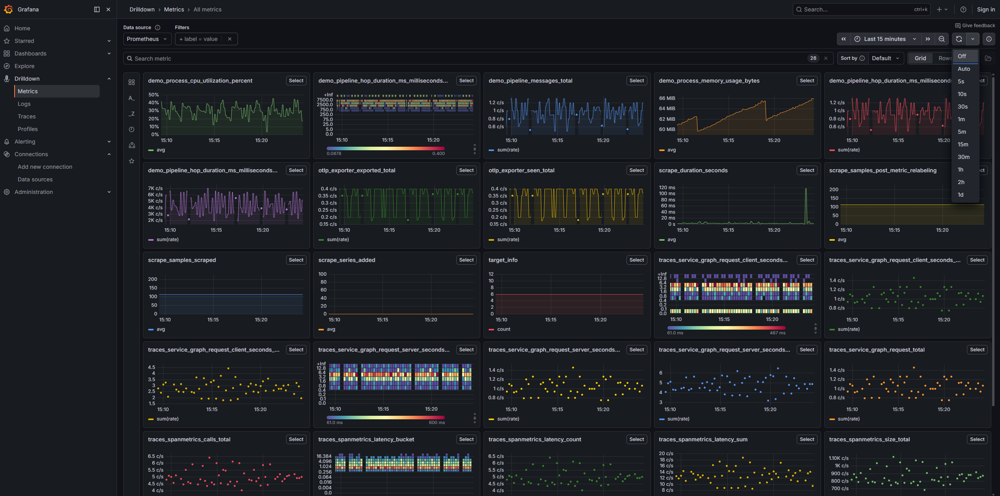 Grafana
Home
Starred
Dashboards
Explore
Drilldown
Metrics
Logs
Traces
Profiles
Alerting
Connections
Add new connection
Data sources
Administration
Drilldown › Metrics › All metrics
Search... ctrl+k
Sign in
Data source
Filters
Give feedback
Prometheus
+ label = value
Last 15 minutes
Search metric
26
Sort by
Default
Grid
Rows
Off
Auto
5s
10s
30s
1m
5m
15m
30m
1h
2h
1d
demo_process_cpu_utilization_percent
Select
50%
40%
30%
20%
10%
0%
15:10 15:15 15:20
avg
demo_pipeline_hop_duration_ms_milliseconds...
Select
+Inf
7500.0
2500.0
750.0
250.0
75.0
25.0
5.0
0.0
15:10 15:15 15:20
0.0878 0.400
demo_pipeline_messages_total
Select
1.2 c/s
1 c/s
0.8 c/s
0.6 c/s
15:10 15:15 15:20
sum(rate)
demo_process_memory_usage_bytes
Select
66 MiB
64 MiB
62 MiB
60 MiB
15:10 15:15 15:20
avg
demo_pipeline_hop_duration_ms_milliseconds
ct
1.2 c/s
1 c/s
0.8 c/s
0.6 c/s
15:10 15:15 15:20
sum(rate)
demo_pipeline_hop_duration_ms_milliseconds...
Select
7K c/s
6K c/s
5K c/s
4K c/s
3K c/s
2K c/s
15:10 15:15 15:20
sum(rate)
otlp_exporter_exported_total
Select
0.4 c/s
0.35 c/s
0.3 c/s
0.25 c/s
0.2 c/s
0.15 c/s
15:10 15:15 15:20
sum(rate)
otlp_exporter_seen_total
Select
0.4 c/s
0.35 c/s
0.3 c/s
0.25 c/s
0.2 c/s
0.15 c/s
15:10 15:15 15:20
sum(rate)
scrape_duration_seconds
Select
120 ms
100 ms
80 ms
60 ms
40 ms
20 ms
0 s
15:10 15:15 15:20
avg
scrape_samples_post_metric_relabeling
ct
200
150
100
50
0
15:10 15:15 15:20
avg
scrape_samples_scraped
Select
200
150
100
50
0
15:10 15:15 15:20
avg
scrape_series_added
Select
100
80
60
40
20
0
15:10 15:15 15:20
avg
target_info
Select
12
10
8
6
4
2
0
15:10 15:15 15:20
count
traces_service_graph_request_client_seconds...
Select
+Inf
12.8
6.4
3.2
1.6
0.8
0.4
0.2
0.1
0.0
15:10 15:15 15:20
61.0 ms 467 ms
traces_service_graph_request_client_seconds_...
Select
1.4 c/s
1.2 c/s
1 c/s
0.8 c/s
15:10 15:15 15:20
sum(rate)
traces_service_graph_request_client_seconds_...
Select
4.5
4
3.5
3
2.5
2
1.5
15:10 15:15 15:20
sum(rate)
traces_service_graph_request_server_seconds...
Select
+Inf
12.8
6.4
3.2
1.6
0.8
0.4
0.2
0.1
0.0
15:10 15:15 15:20
61.0 ms 600 ms
traces_service_graph_request_server_seconds...
Select
1.4 c/s
1.2 c/s
1 c/s
0.8 c/s
15:10 15:15 15:20
sum(rate)
traces_service_graph_request_server_seconds...
Select
6
5
4
3
15:10 15:15 15:20
sum(rate)
traces_service_graph_request_total
Select
1.4 c/s
1.2 c/s
1 c/s
0.8 c/s
15:10 15:15 15:20
sum(rate)
traces_spanmetrics_calls_total
Select
6.5 c/s
6 c/s
5.5 c/s
5 c/s
4.5 c/s
4 c/s
traces_spanmetrics_latency_bucket
Select
16.384
4.096
1.024
0.256
0.064
0.016
0.004
0.0
traces_spanmetrics_latency_count
Select
6.5 c/s
6 c/s
5.5 c/s
5 c/s
4.5 c/s
4 c/s
traces_spanmetrics_latency_sum
Select
20 c/s
18 c/s
16 c/s
14 c/s
12 c/s
10 c/s
8 c/s
traces_spanmetrics_size_total
Select
1.10K c/s
1K c/s
900 c/s
800 c/s
700 c/s